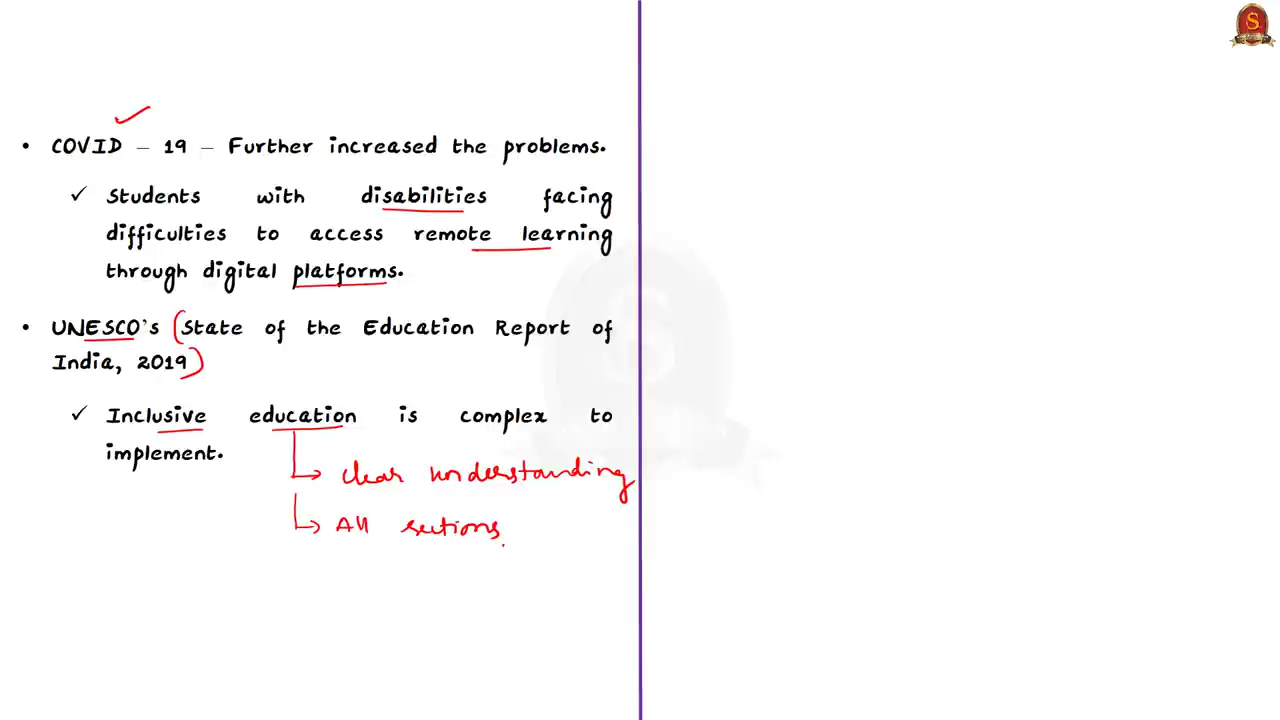 • COVID – 19 – Further increased the problems.
✓ Students with disabilities facing
difficulties to access remote learning
through digital platforms.
• UNESCO's (State of the Education Report of
India, 2019)
✓ Inclusive education is complex to
implement.
→ clear understanding
→ All sections
S